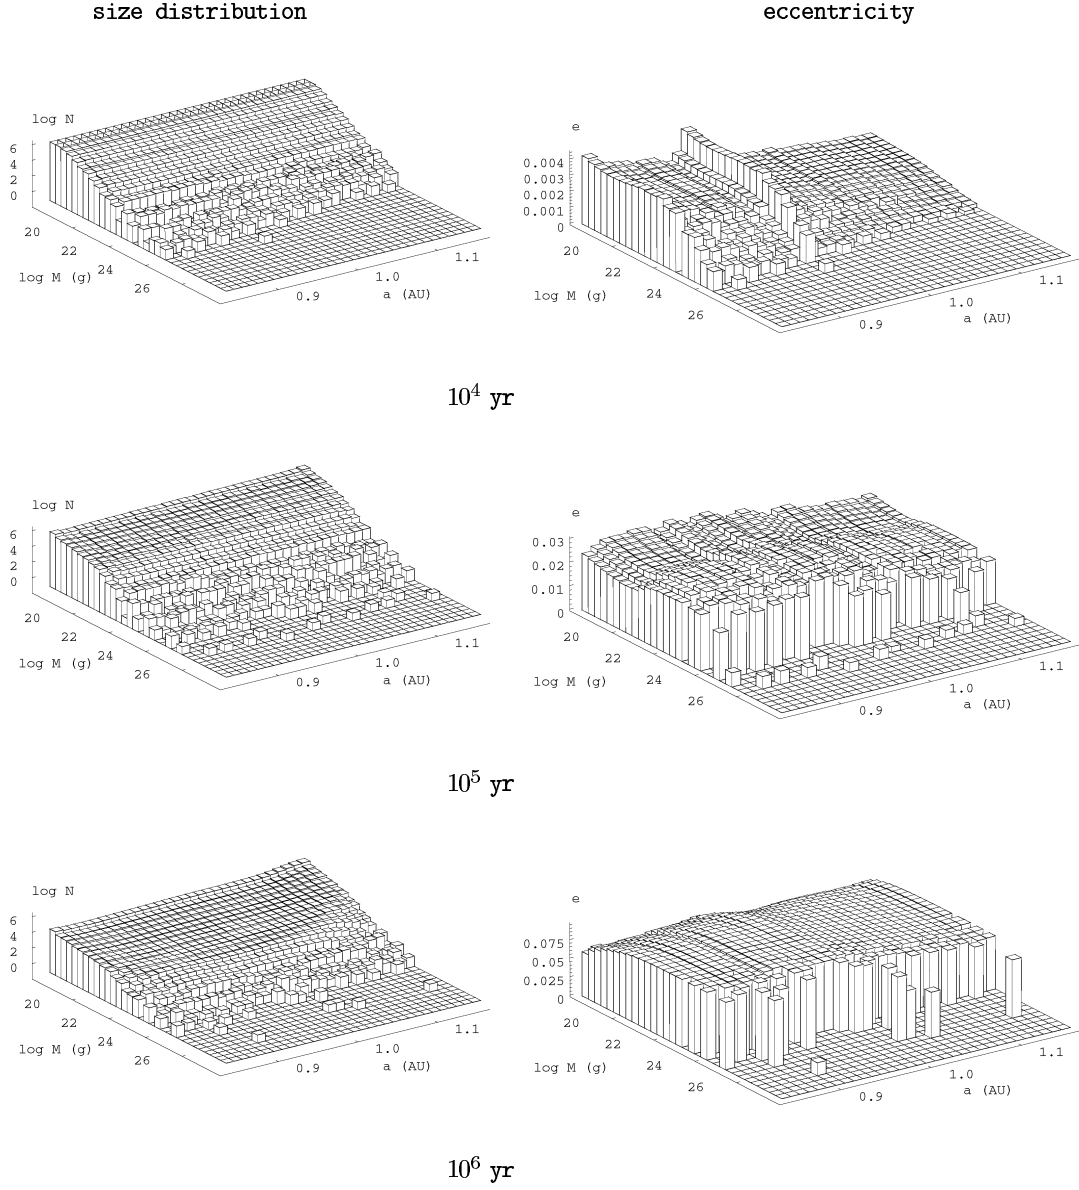 size distribution
eccentricity
log N
6
4
2
0
20
22
24
26
log M (g)
0.9
1.0
1.1
a (AU)
e
0.004
0.003
0.002
0.001
0
20
22
24
26
log M (g)
0.9
1.0
1.1
a (AU)
10⁴ yr
log N
6
4
2
0
20
22
24
26
log M (g)
0.9
1.0
1.1
a (AU)
e
0.03
0.02
0.01
0
20
22
24
26
log M (g)
0.9
1.0
1.1
a (AU)
10⁵ yr
log N
6
4
2
0
20
22
24
26
log M (g)
0.9
1.0
1.1
a (AU)
e
0.075
0.05
0.025
0
20
22
24
26
log M (g)
0.9
1.0
1.1
a (AU)
10⁶ yr